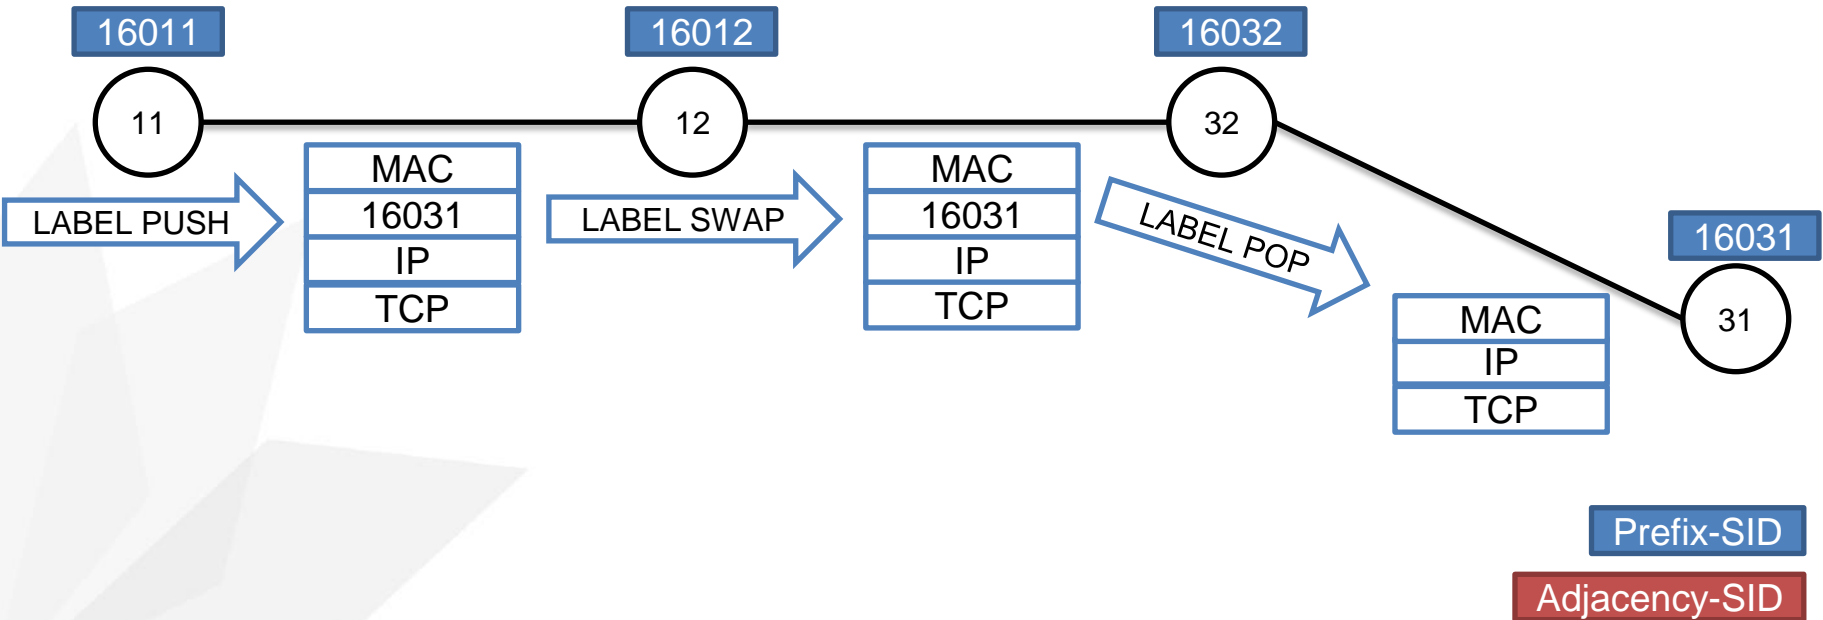 16011
16012
16032
11
12
32
MAC
16031
IP
TCP
MAC
16031
IP
TCP
LABEL PUSH
LABEL SWAP
LABEL POP
16031
31
MAC
IP
TCP
Prefix-SID
Adjacency-SID